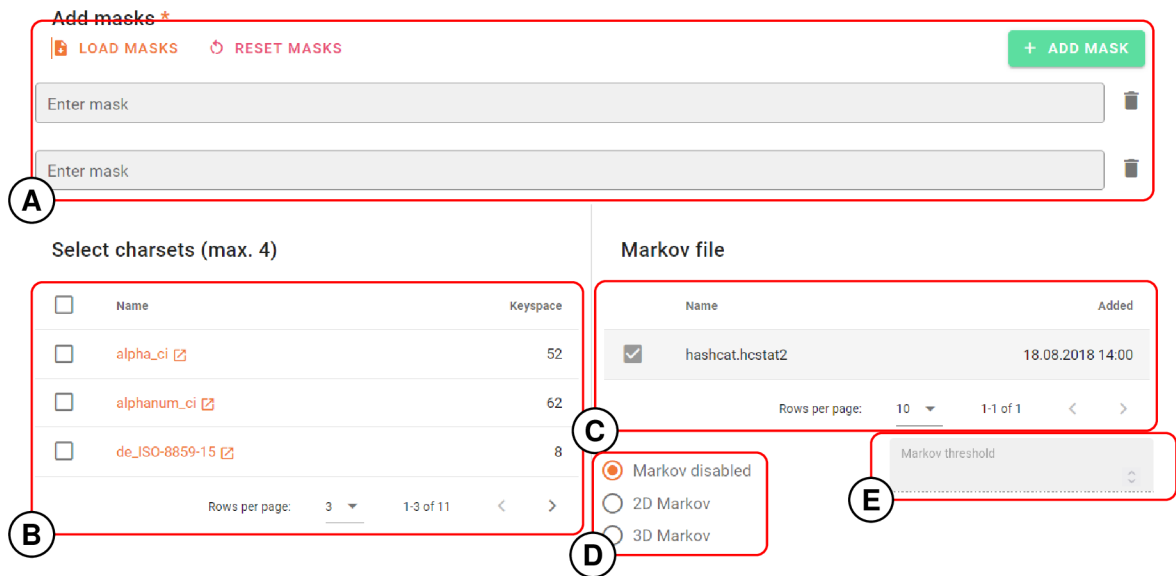 Add masks *
LOAD MASKS RESET MASKS + ADD MASK
Enter mask
Enter mask
A
Select charsets (max. 4)
Name Keyspace
alpha_ci 52
alphanum_ci 62
de_ISO-8859-15 8
Rows per page: 3 1-3 of 11
B
Markov file
Name Added
hashcat.hcstat2 18.08.2018 14:00
Rows per page: 10 1-1 of 1
C
Markov disabled
2D Markov
3D Markov
D
Markov threshold
E